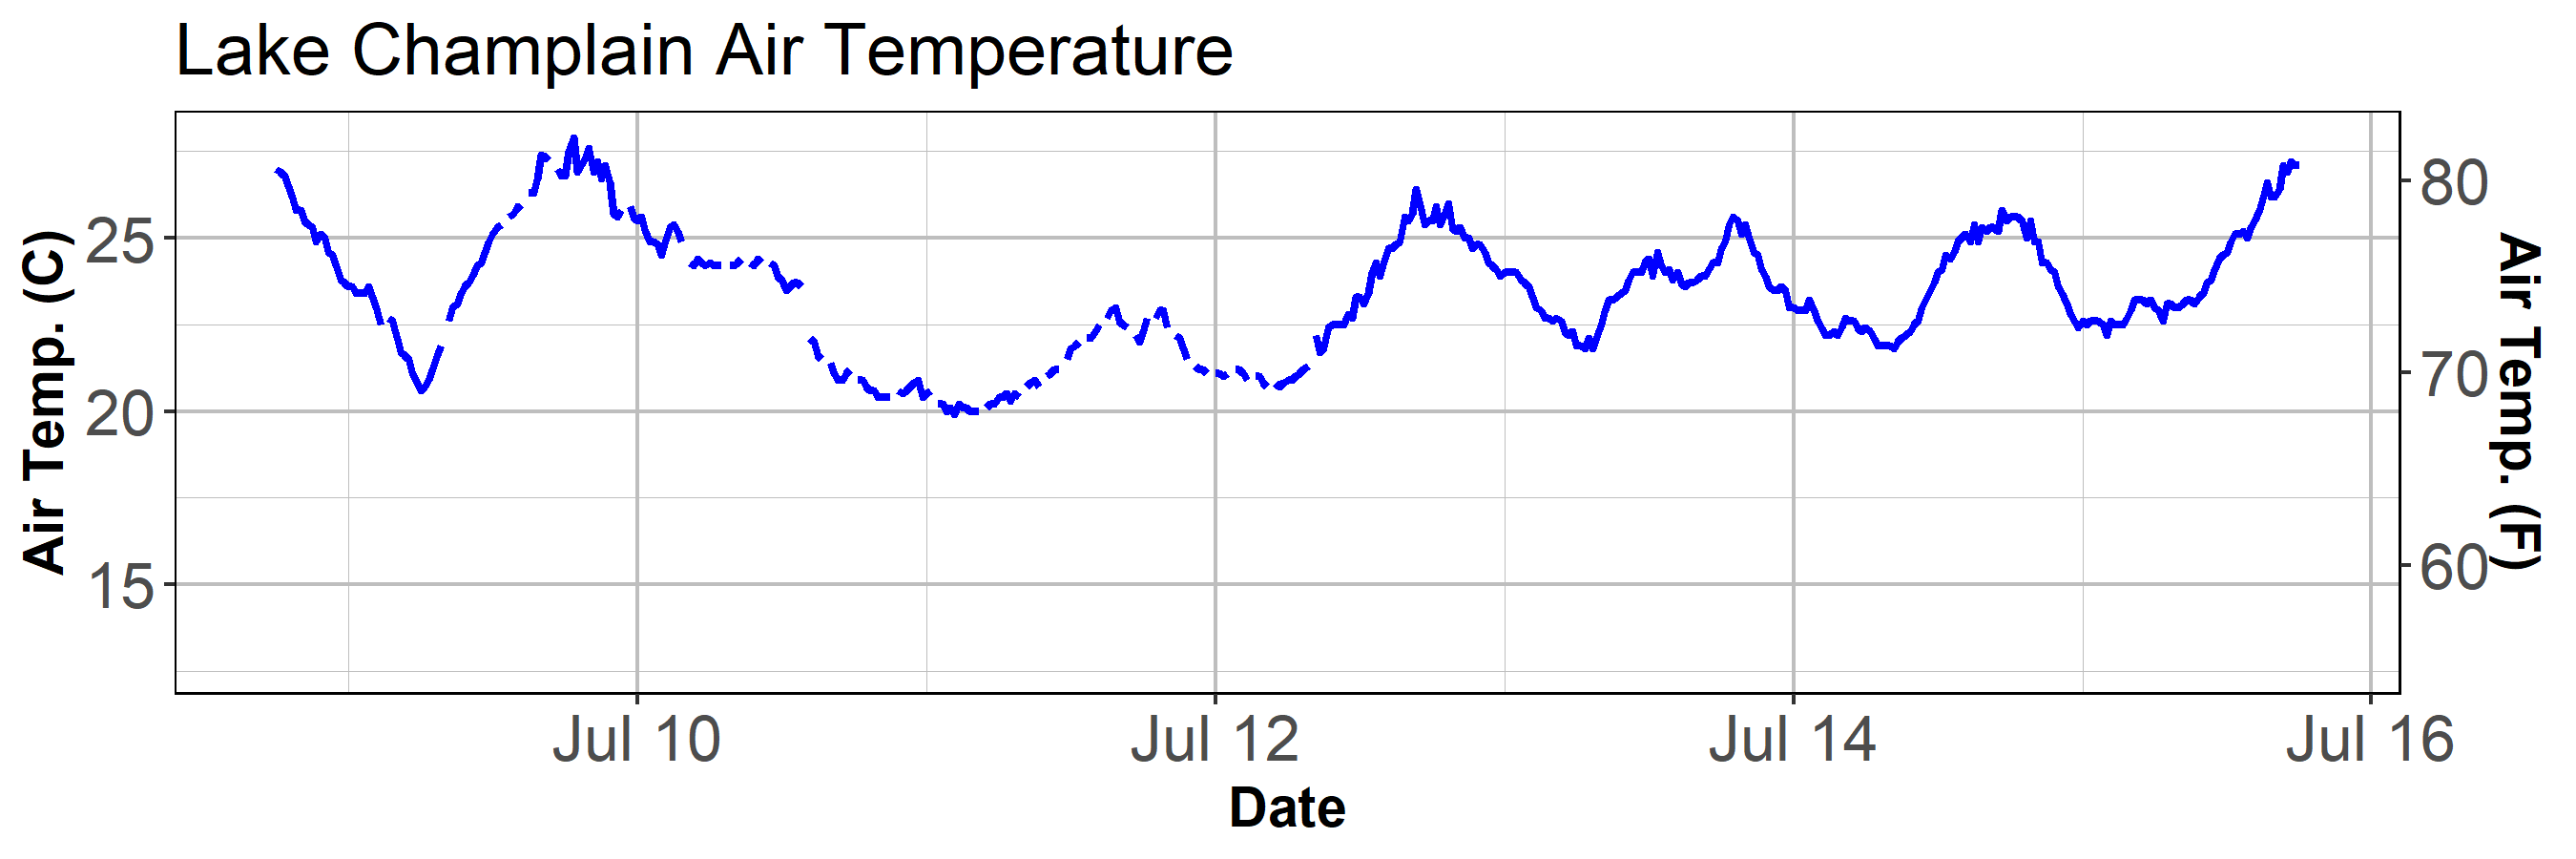 Lake Champlain Air Temperature
Air Temp. (C)
25
20
15
80
70
60
Air Temp. (F)
Jul 10
Jul 12
Jul 14
Jul 16
Date